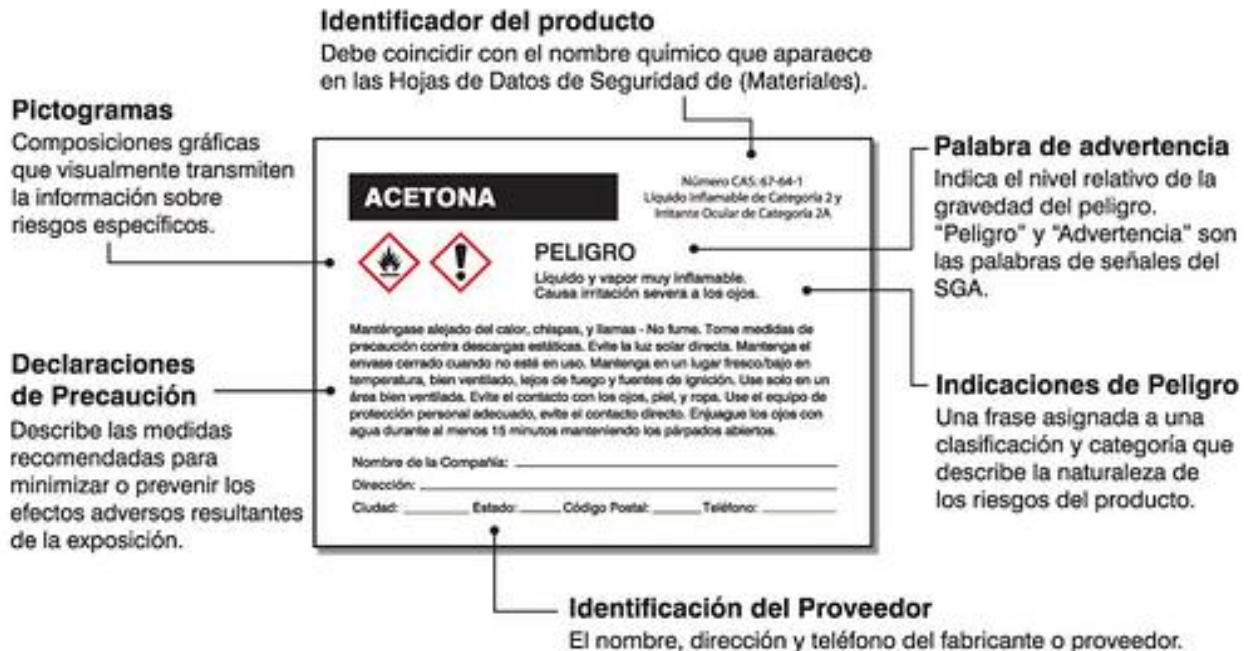 Identificador del producto
Debe coincidir con el nombre químico que aparaece
en las Hojas de Datos de Seguridad de (Materiales).
Pictogramas
Composiciones gráficas
que visualmente transmiten
la información sobre
riesgos específicos.
Declaraciones
de Precaución
Describe las medidas
recomendadas para
minimizar o prevenir los
efectos adversos resultantes
de la exposición.
ACETONA
Número CAS: 67-64-1
Líquido Inflamable de Categoría 2 y
Irritante Ocular de Categoría 2A
PELIGRO
Líquido y vapor muy inflamable.
Causa irritación severa a los ojos.
Manténgase alejado del calor, chispas, y llamas - No fume. Tome medidas de
precaución contra descargas estáticas. Evite la luz solar directa. Mantenga el
envase cerrado cuando no esté en uso. Mantenga en un lugar fresco/bajo en
temperatura, bien ventilado, lejos de fuego y fuentes de ignición. Use solo en un
área bien ventilada. Evite el contacto con los ojos, piel, y ropa. Use el equipo de
protección personal adecuado, evite el contacto directo. Enjuague los ojos con
agua durante al menos 15 minutos manteniendo los párpados abiertos.
Nombre de la Compañía:
Dirección:
Ciudad: Estado: Código Postal: Teléfono:
Palabra de advertencia
Indica el nivel relativo de la
gravedad del peligro.
"Peligro" y "Advertencia" son
las palabras de señales del
SGA.
Indicaciones de Peligro
Una frase asignada a una
clasificación y categoría que
describe la naturaleza de
los riesgos del producto.
Identificación del Proveedor
El nombre, dirección y teléfono del fabricante o proveedor.